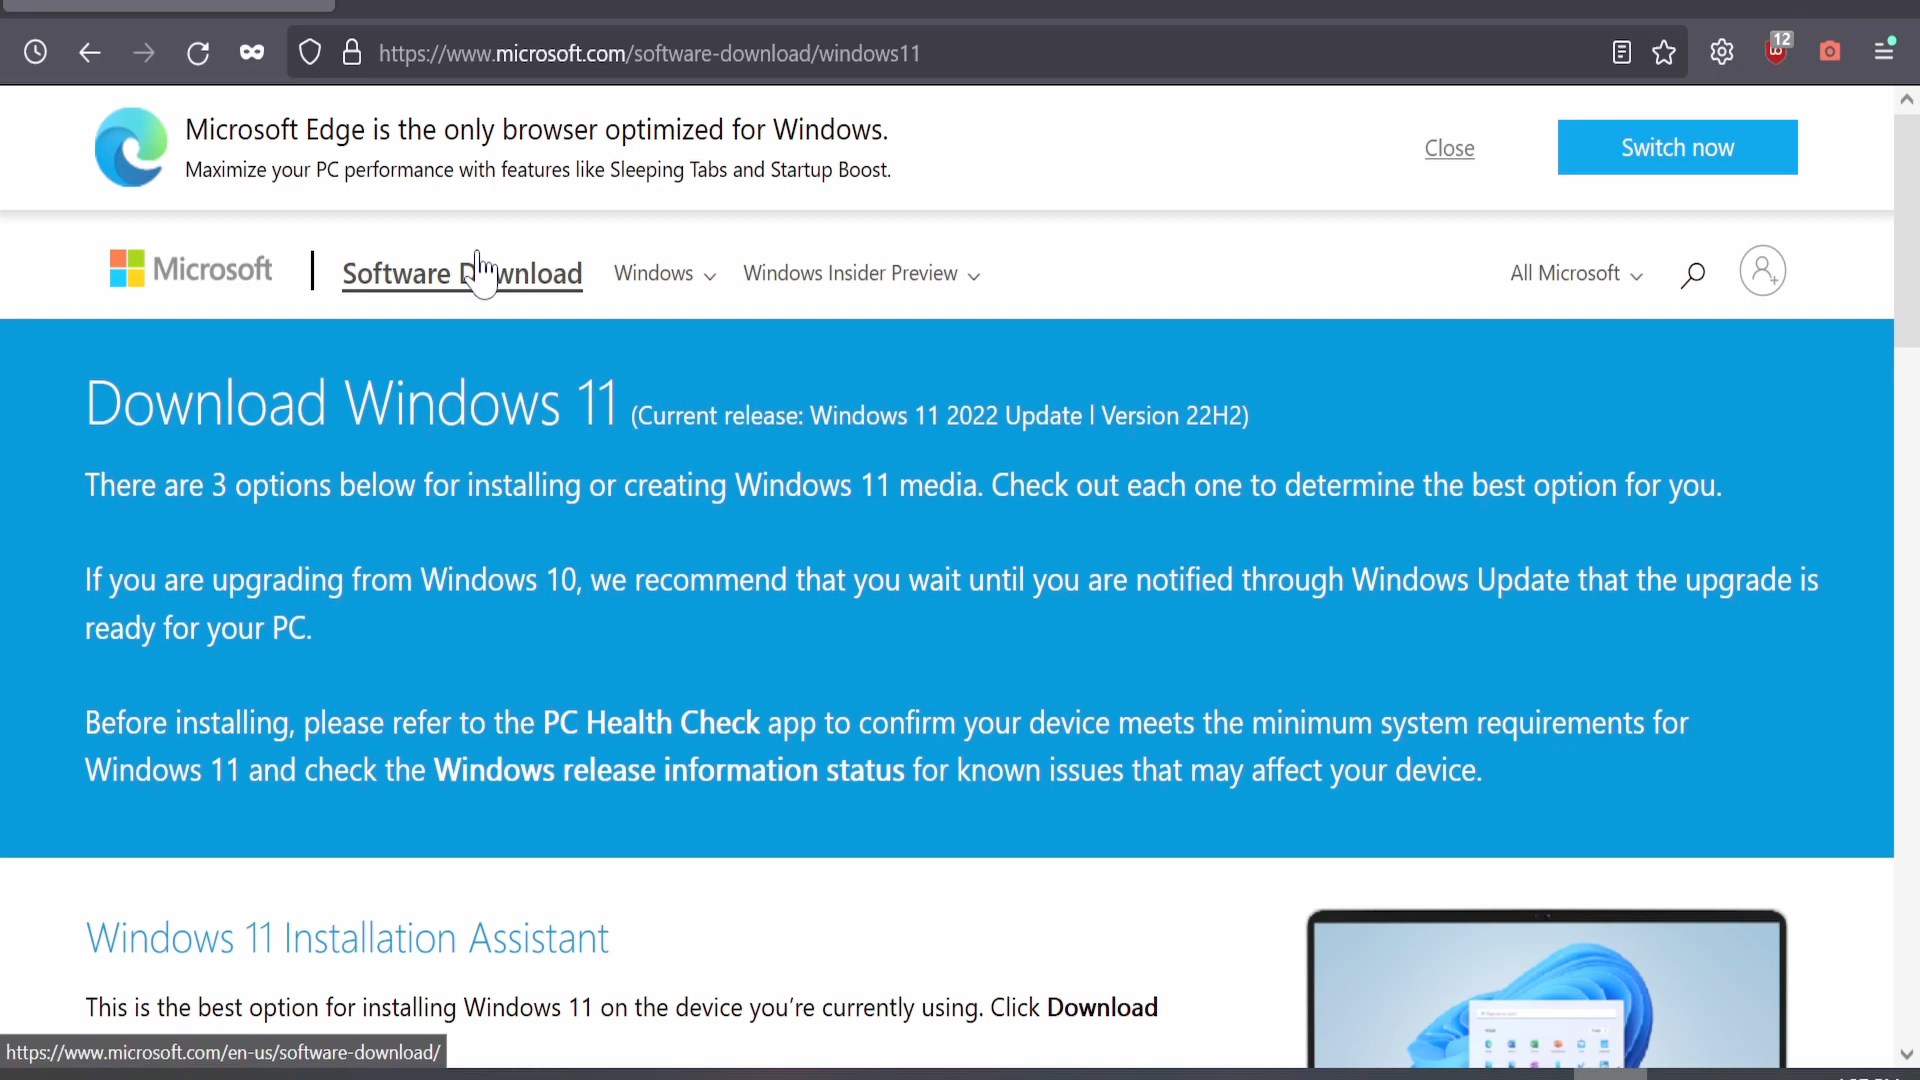 https://www.microsoft.com/software-download/windows11
12
Microsoft Edge is the only browser optimized for Windows.
Maximize your PC performance with features like Sleeping Tabs and Startup Boost.
Close
Switch now
Microsoft
Software Download
Windows
Windows Insider Preview
All Microsoft
Download Windows 11 (Current release: Windows 11 2022 Update | Version 22H2)
There are 3 options below for installing or creating Windows 11 media. Check out each one to determine the best option for you.
If you are upgrading from Windows 10, we recommend that you wait until you are notified through Windows Update that the upgrade is
ready for your PC.
Before installing, please refer to the PC Health Check app to confirm your device meets the minimum system requirements for
Windows 11 and check the Windows release information status for known issues that may affect your device.
Windows 11 Installation Assistant
This is the best option for installing Windows 11 on the device you’re currently using. Click Download
https://www.microsoft.com/en-us/software-download/